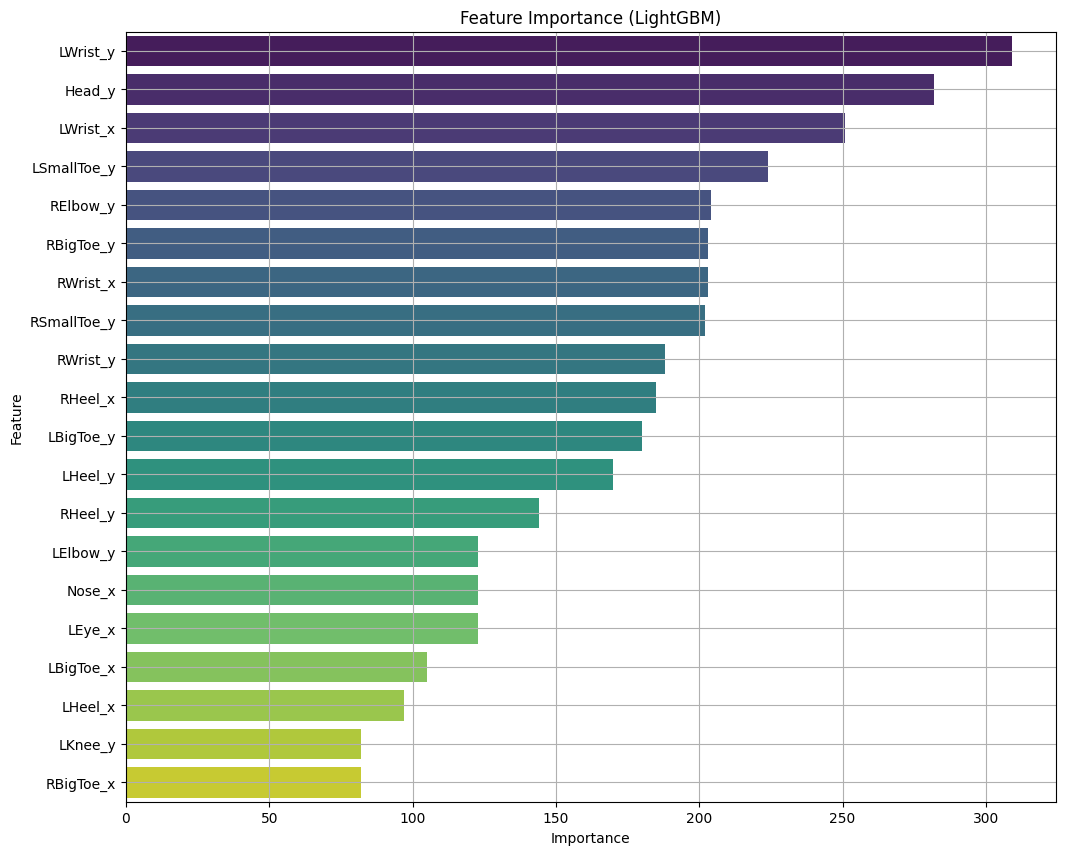 Feature Importance (LightGBM)
LWrist_y
Head_y
LWrist_x
LSmallToe_y
RElbow_y
RBigToe_y
RWrist_x
RSmallToe_y
RWrist_y
RHeel_x
LBigToe_y
LHeel_y
RHeel_y
LElbow_y
Nose_x
LEye_x
LBigToe_x
LHeel_x
LKnee_y
RBigToe_x
Feature
0 50 100 150 200 250 300
Importance